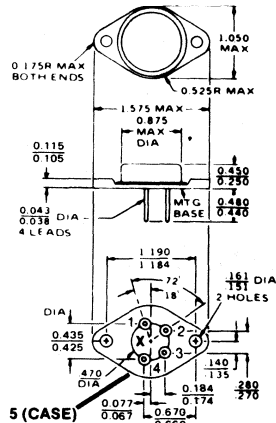 1.050
MAX
0 175R MAX
BOTH ENDS
0.525R MAX
1.575 MAX
0.875
MAX
DIA
0.115
0.105
0.450
0.250
0.043
0.038
DIA
4 LEADS
MTG
BASE
0.480
0.440
1 190
1 184
72°
18°
.161
151
DIA
2 HOLES
DIA
1
2
X
3
4
0.435
0.425
470
DIA
.140
.135
0.184
0.174
.280
.270
5 (CASE)
0.077
0.067
0.670